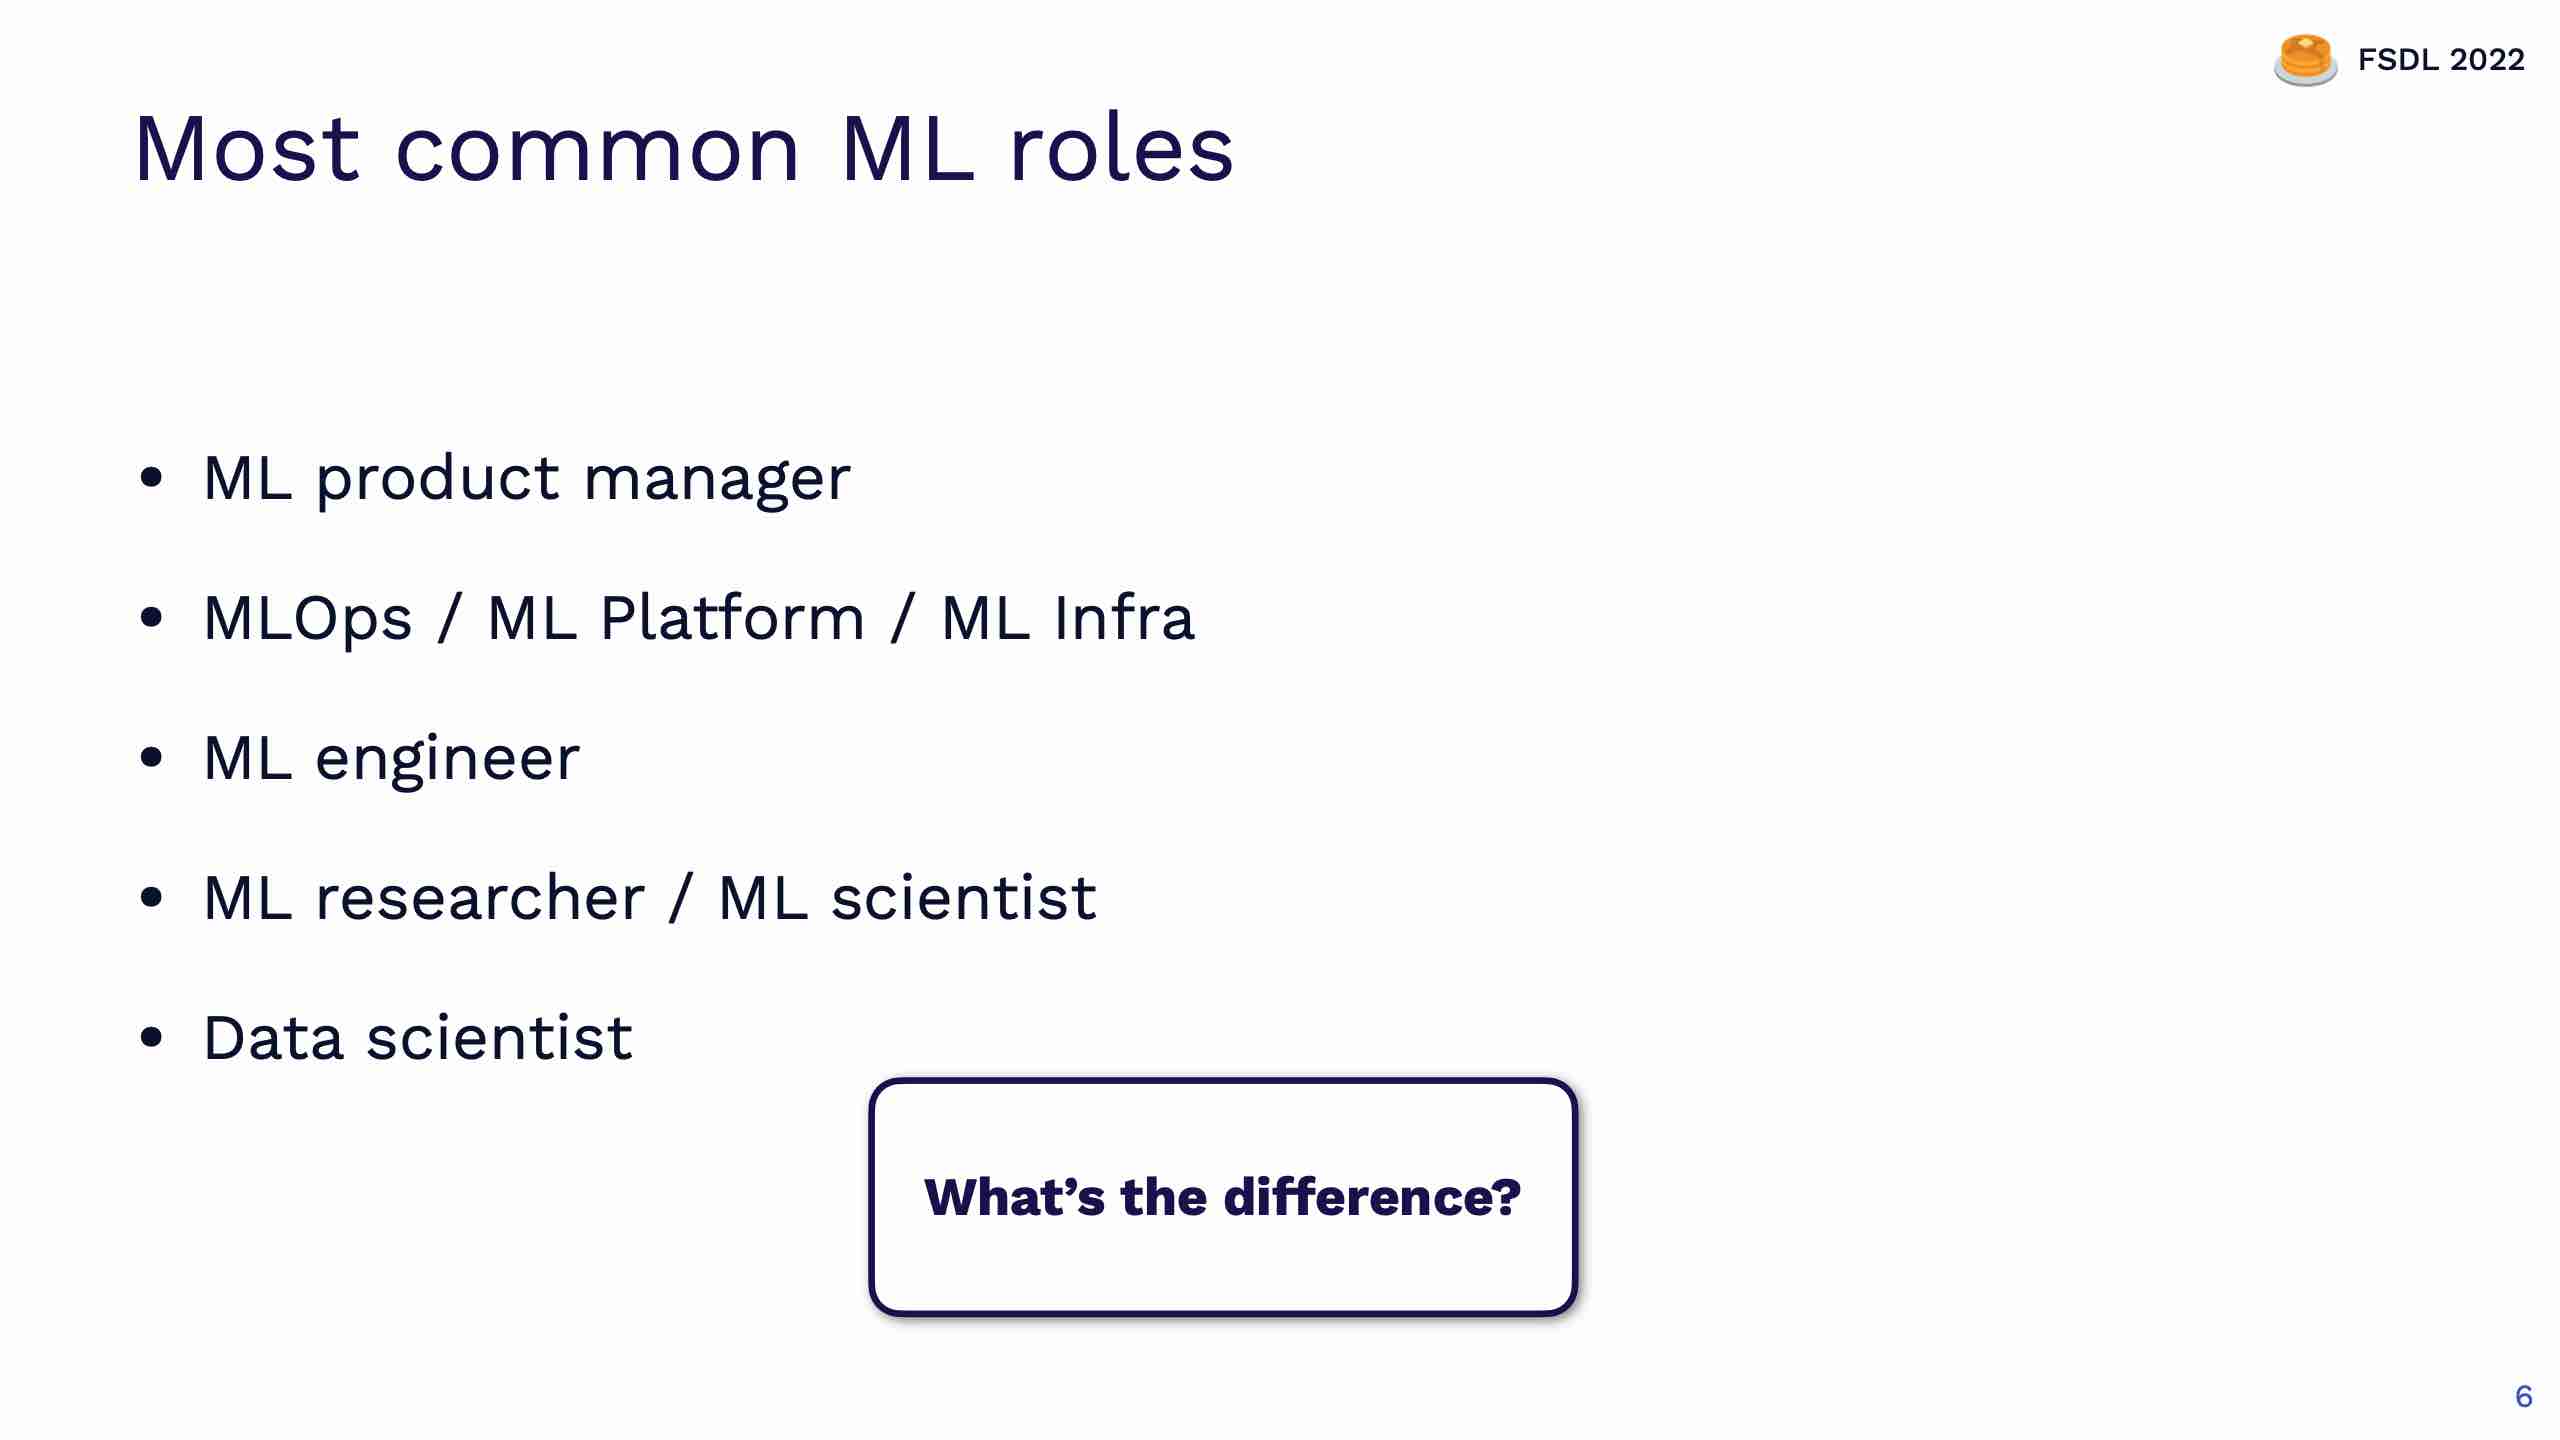 FSDL 2022
Most common ML roles
• ML product manager
• MLOps / ML Platform / ML Infra
• ML engineer
• ML researcher / ML scientist
• Data scientist
What’s the difference?
6